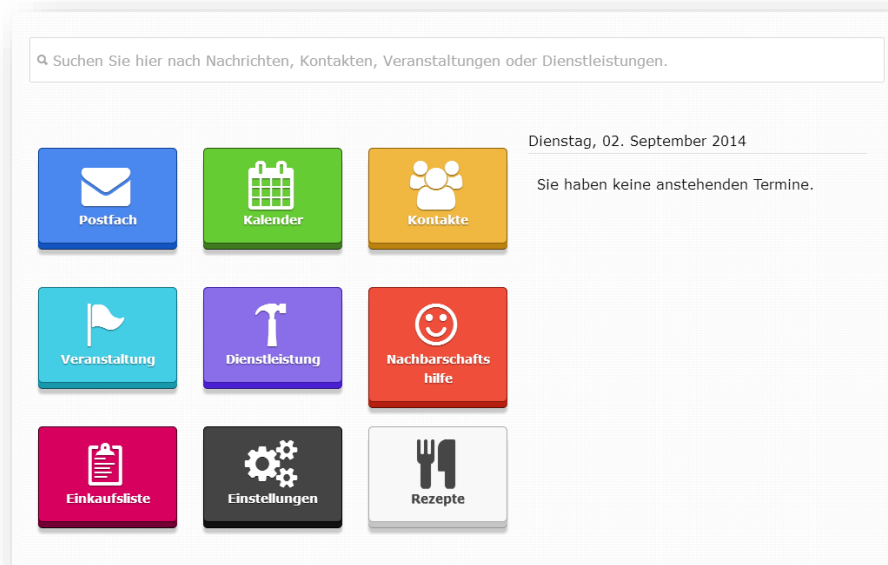 Suchen Sie hier nach Nachrichten, Kontakten, Veranstaltungen oder Dienstleistungen.
Dienstag, 02. September 2014
Sie haben keine anstehenden Termine.
Postfach
Kalender
Kontakte
Veranstaltung
Dienstleistung
Nachbarschafts
hilfe
Einkaufsliste
Einstellungen
Rezepte